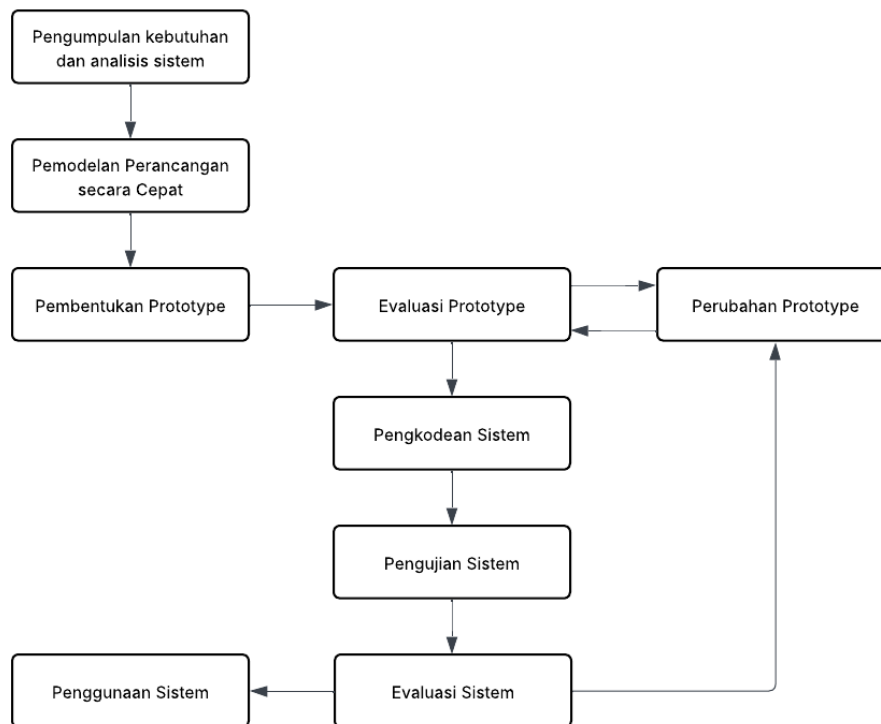 Pengumpulan kebutuhan
dan analisis sistem
Pemodelan Perancangan
secara Cepat
Pembentukan Prototype
Evaluasi Prototype
Perubahan Prototype
Pengkodean Sistem
Pengujian Sistem
Penggunaan Sistem
Evaluasi Sistem